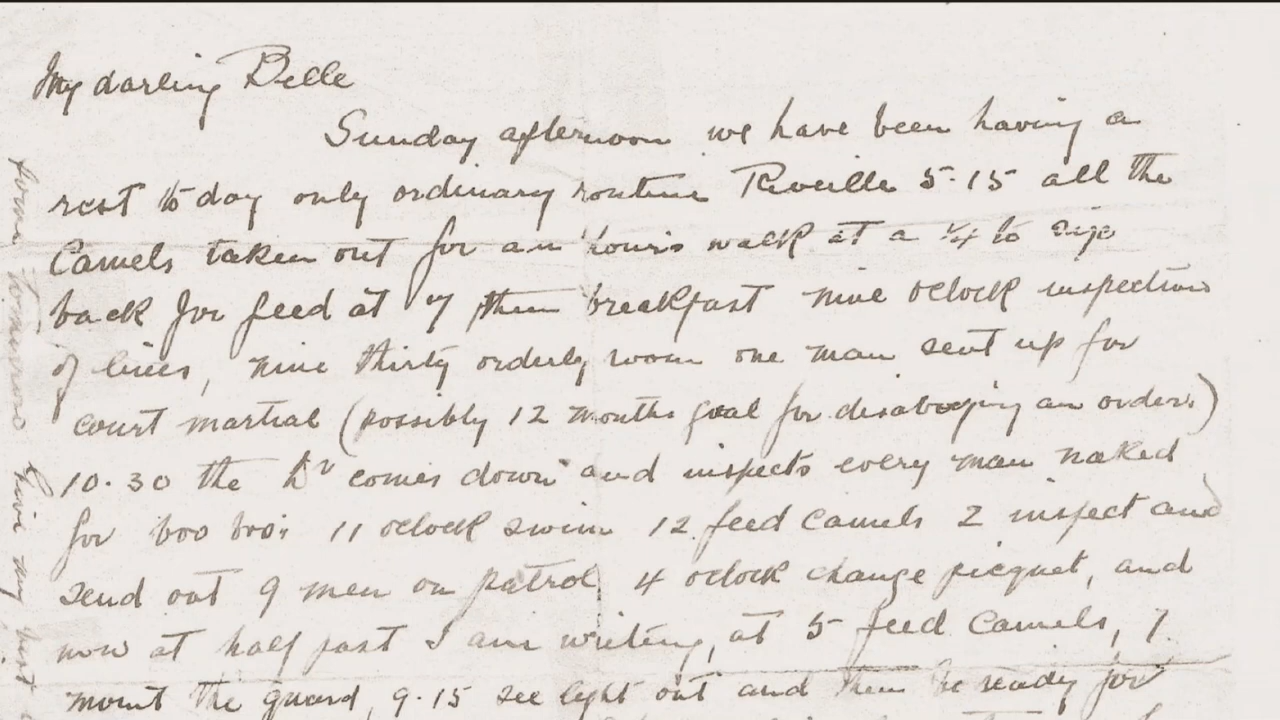 My darling Belle
Sunday afternoon we have been having a
rest to day only ordinary routine Reveille 5.15 all the
Camels taken out for an hours walk at a ¼ to six
back for feed at 7 then breakfast nine oclock inspection
of lines, nine thirty orderly room one man sent up for
court martial (possibly 12 months goal for disobeying an orders)
10.30 the Dr comes down and inspects every man naked
for boo boos 11 oclock swim 12 feed camels 2 inspect and
send out 9 men on patrol 4 oclock change picquet, and
now at half past I am writing, at 5 feed Camels, 7
mount the guard, 9.15 see light out and then be ready for
tomorrow Give my best